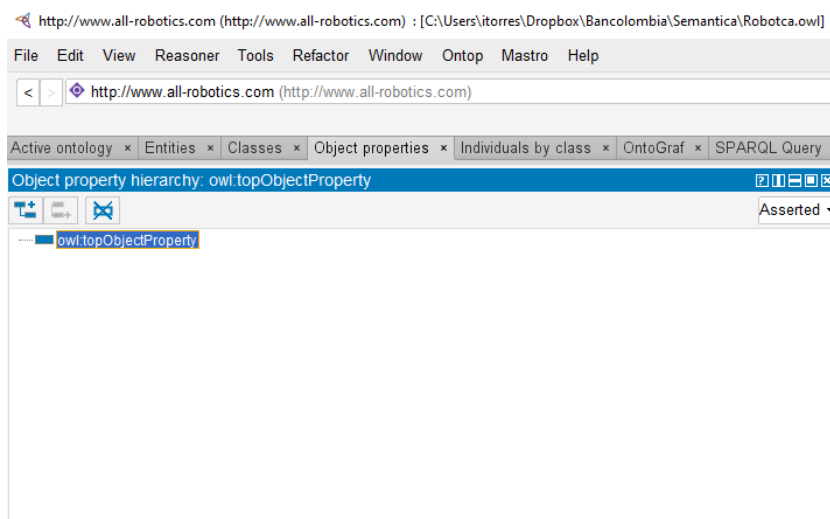 http://www.all-robotics.com (http://www.all-robotics.com) : [C:\Users\itorres\Dropbox\Bancolombia\Semantica\Robotca.owl]
File Edit View Reasoner Tools Refactor Window Ontop Mastro Help
< > http://www.all-robotics.com (http://www.all-robotics.com)
Active ontology × Entities × Classes × Object properties × Individuals by class × OntoGraf × SPARQL Query
Object property hierarchy: owl:topObjectProperty
Asserted
owl:topObjectProperty